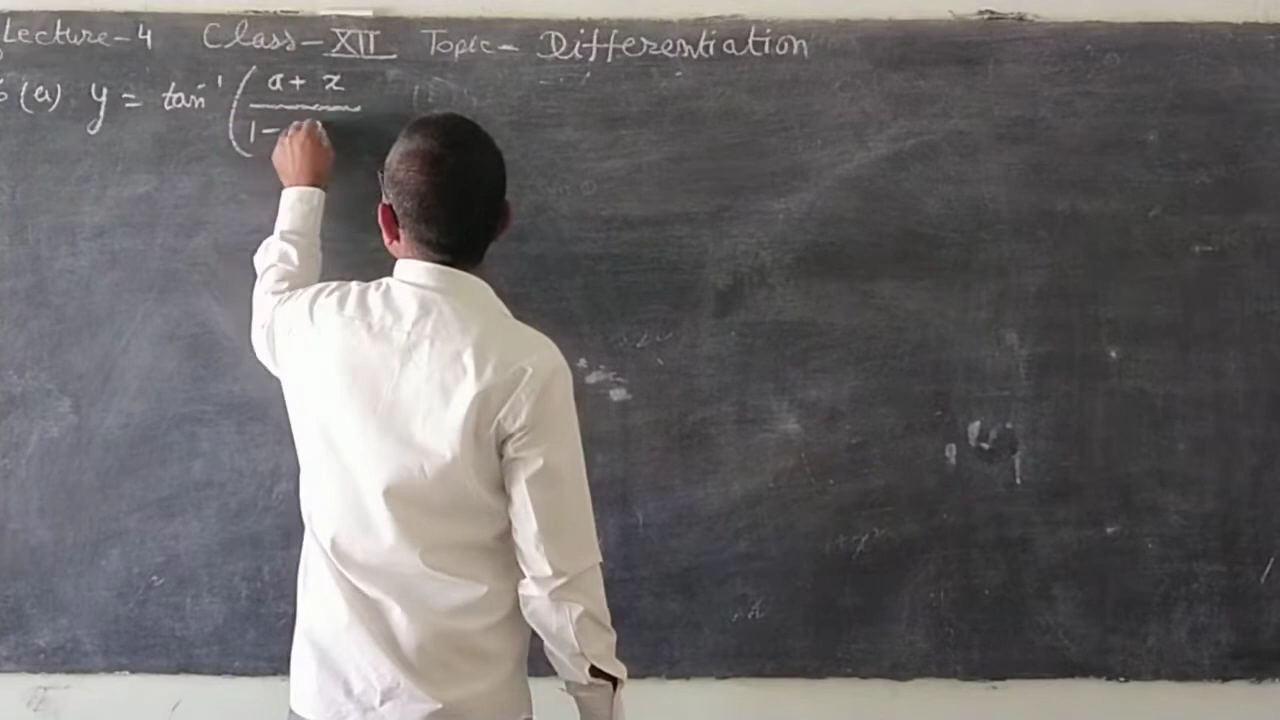 Lecture-4 Class-XII Topic- Differentiation
(a) y = tan⁻¹ (a+x
1-